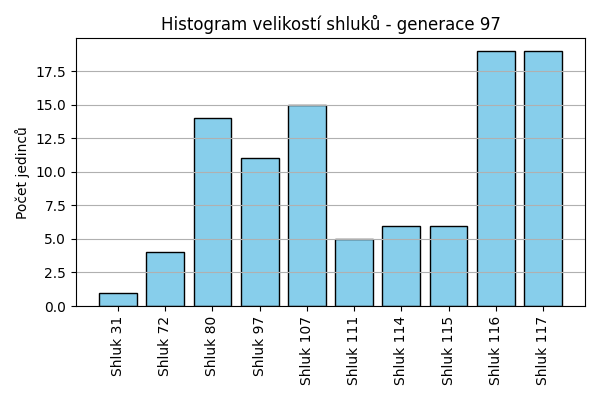 Histogram velikostí shluků - generace 97
Počet jedinců
17.5
15.0
12.5
10.0
7.5
5.0
2.5
0.0
Shluk 31
Shluk 72
Shluk 80
Shluk 97
Shluk 107
Shluk 111
Shluk 114
Shluk 115
Shluk 116
Shluk 117